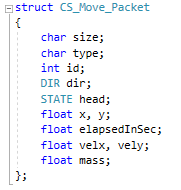 struct CS_Move_Packet
{
    char size;
    char type;
    int id;
    DIR dir;
    STATE head;
    float x, y;
    float elapsedInSec;
    float velx, vely;
    float mass;
};